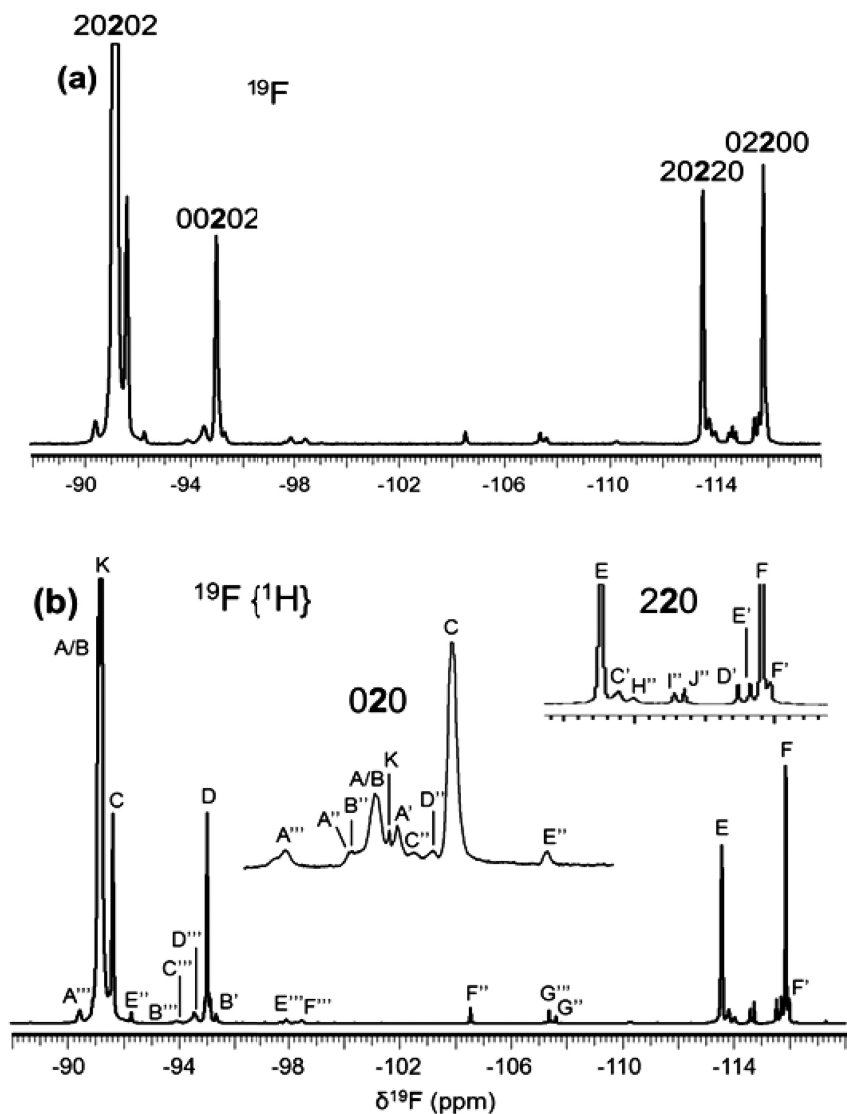 20202
(a)
19F
00202
20220
02200
-90 -94 -98 -102 -106 -110 -114
(b)
19F {1H}
K
A/B
C
D
A'''
E''
B'''
C'''
D'''
B'
E'''
F'''
F''
G'''
G''
E
F
F'
020
A'''
A''
B''
A/B
K
A'
C''
D''
C
E''
220
E
C'
H''
I''
J''
D'
E'
F
F'
-90 -94 -98 -102 -106 -110 -114
δ19F (ppm)